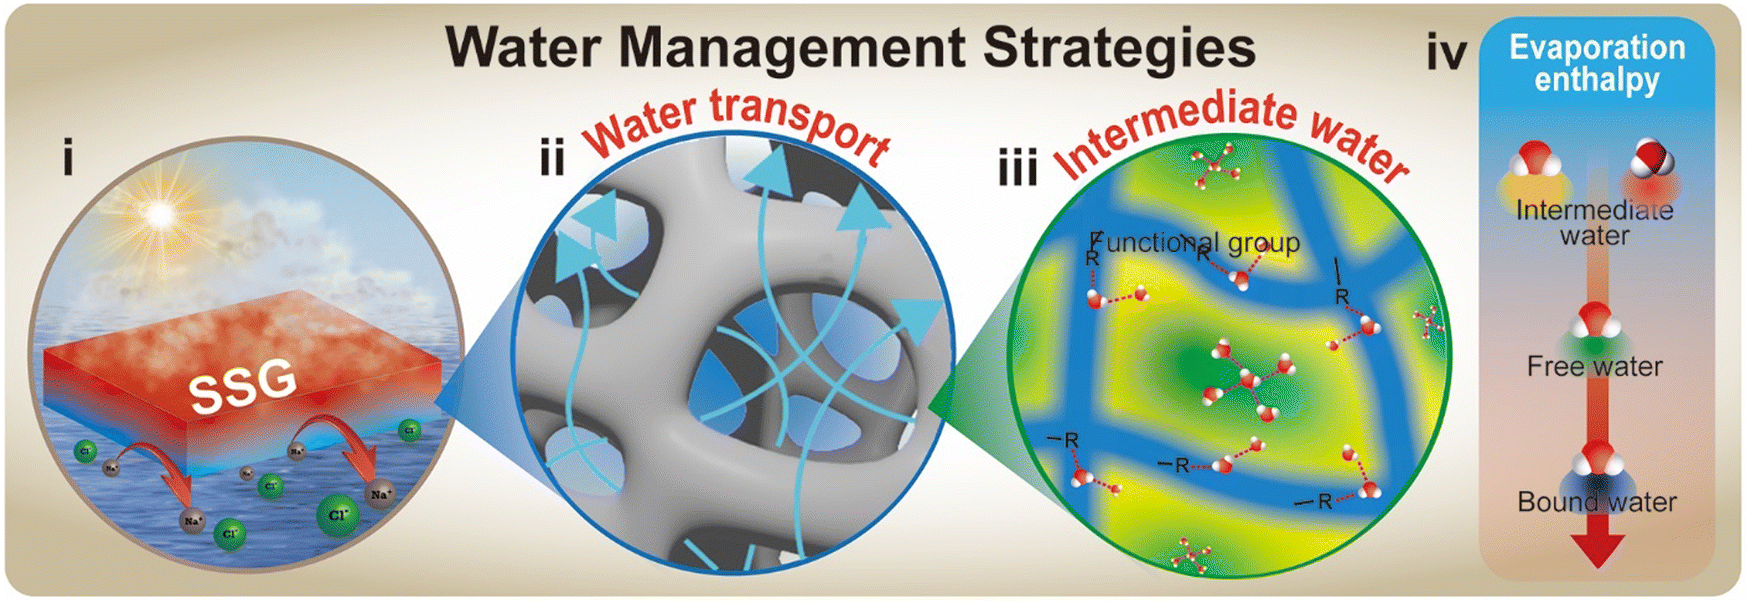 Water Management Strategies
i
SSG
Cl-
Na+
Na+
Cl-
Na+
Na+
Cl-
Cl-
Na+
Cl-
ii
Water transport
iii
Intermediate water
Functional group
R
R
R
R
R
R
iv
Evaporation
enthalpy
Intermediate
water
Free water
Bound water